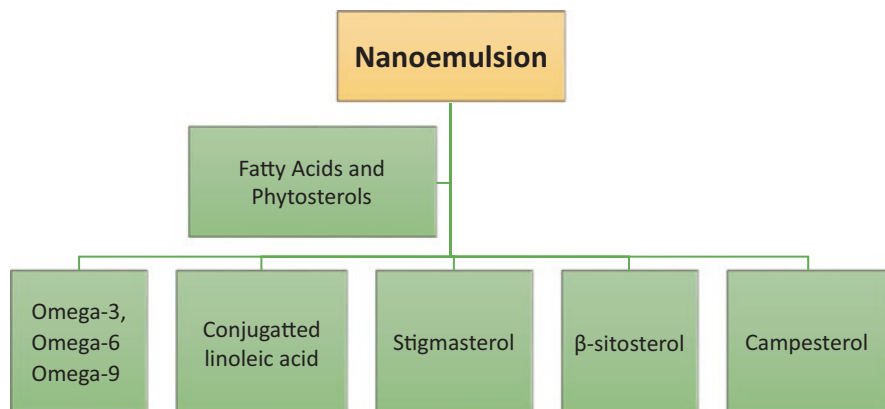 Nanoemulsion
Fatty Acids and
Phytosterols
Omega-3,
Omega-6
Omega-9
Conjugatted
linoleic acid
Stigmasterol
β-sitosterol
Campesterol